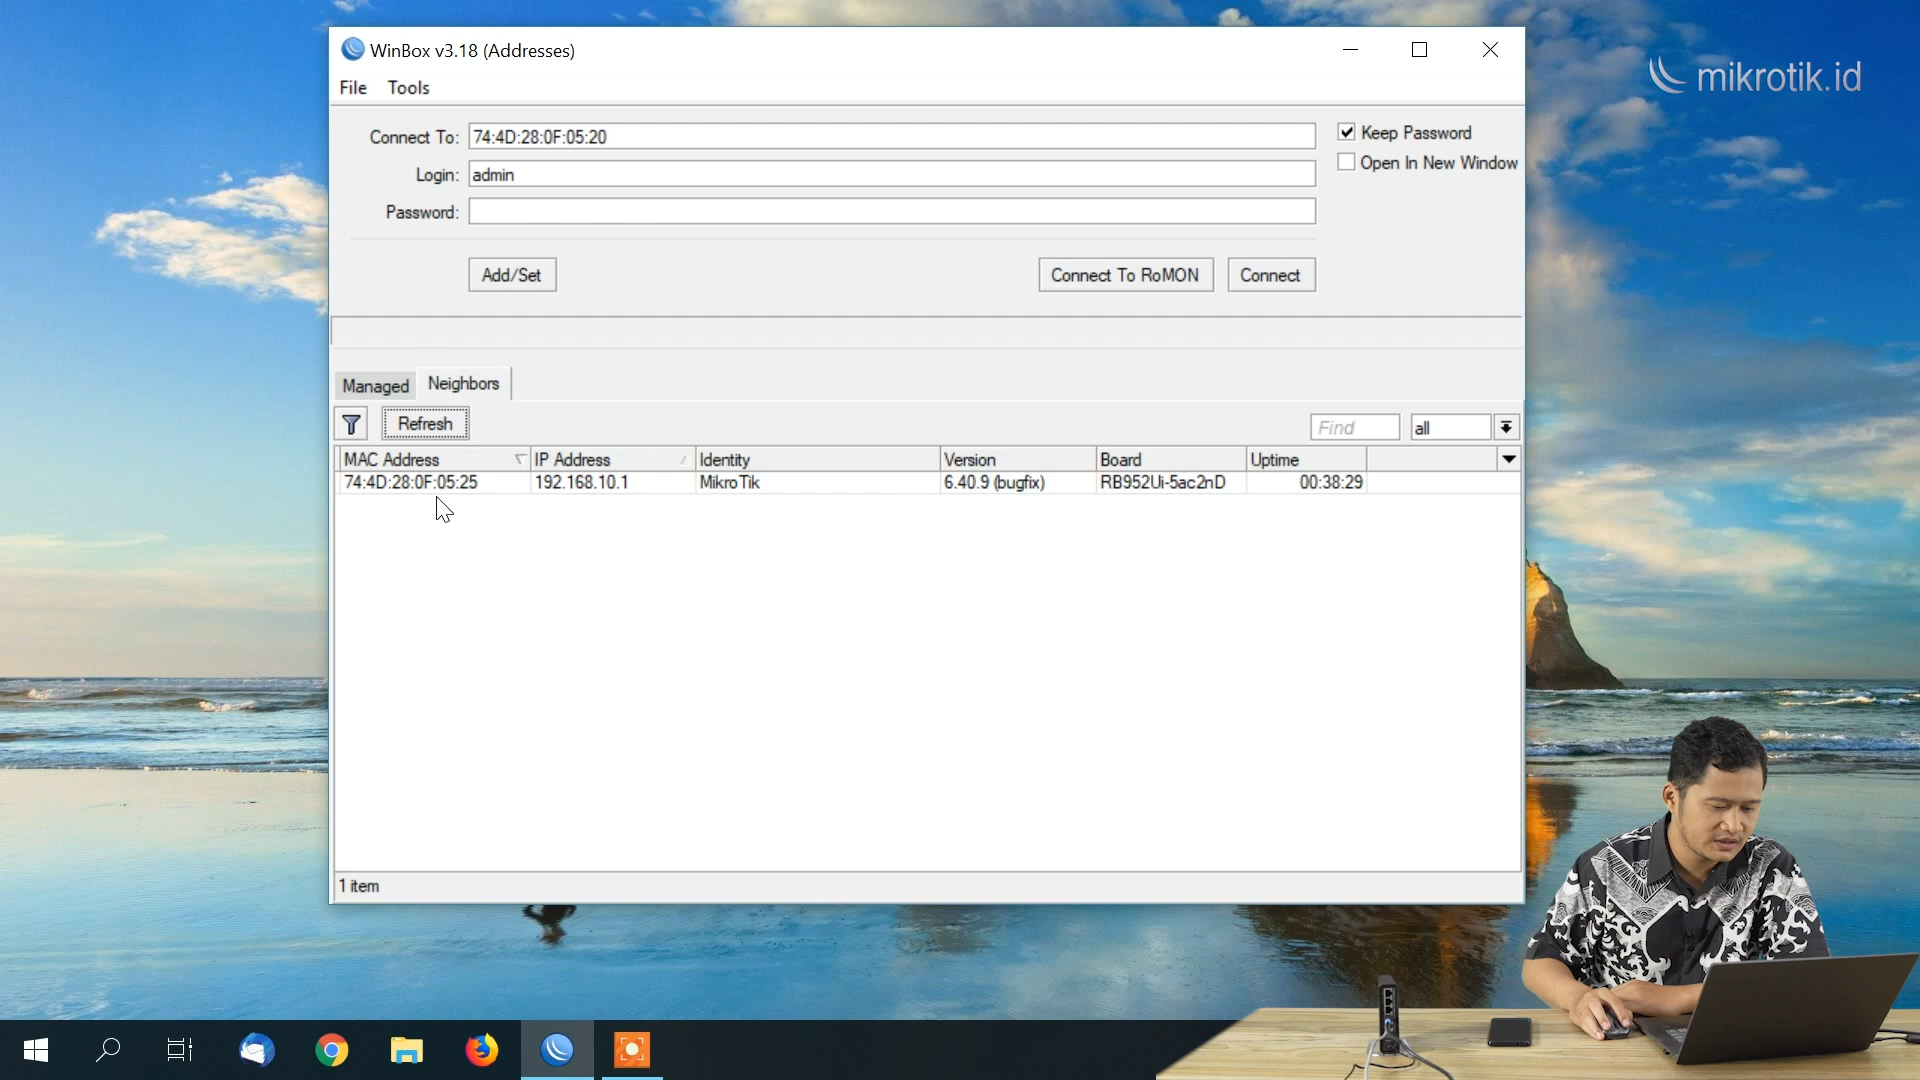 WinBox v3.18 (Addresses)
mikrotik.id
File Tools
Connect To: 74:4D:28:0F:05:20
Keep Password
Login: admin
Open In New Window
Password:
Add/Set
Connect To RoMON
Connect
Managed
Neighbors
Refresh
Find
all
MAC Address IP Address Identity Version Board Uptime
74:4D:28:0F:05:25 192.168.10.1 MikroTik 6.40.9 (bugfix) RB952Ui-5ac2nD 00:38:29
1 item